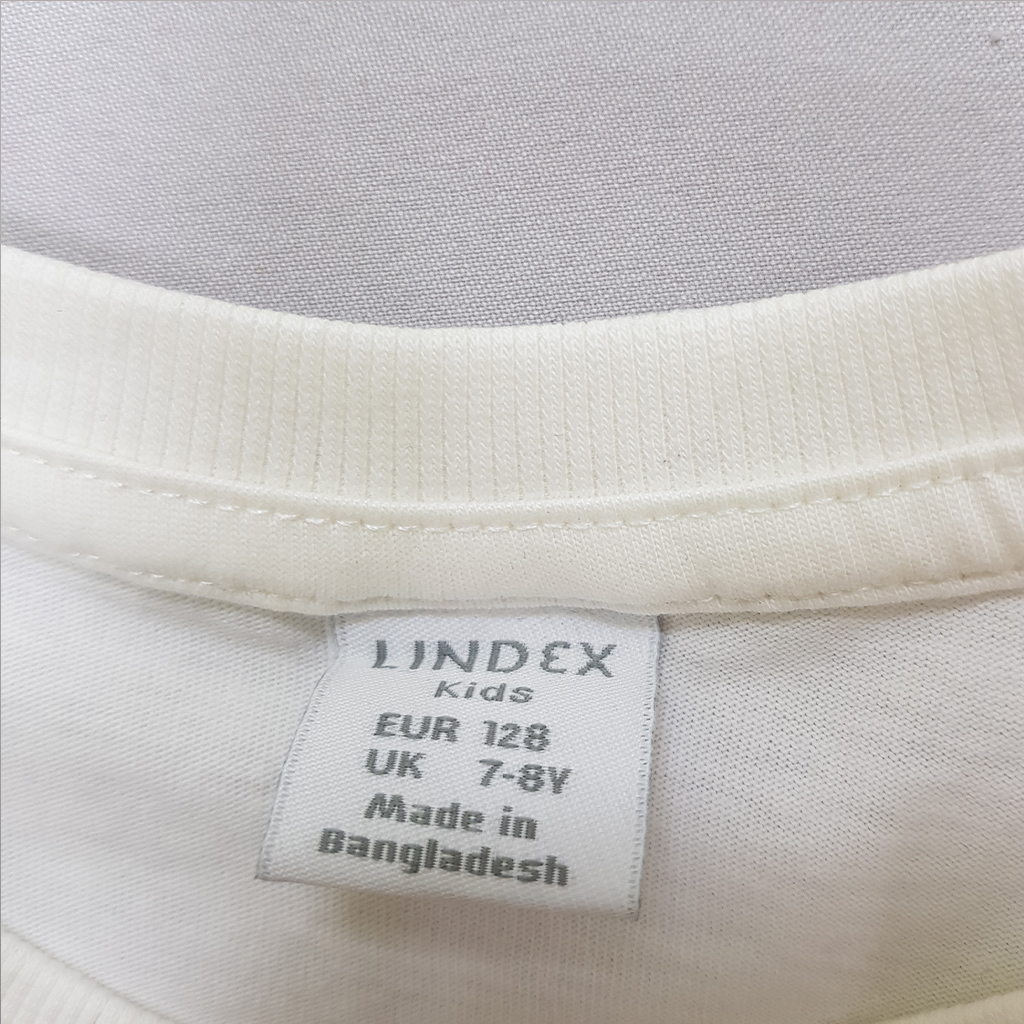 LINDEX
Kids
EUR 128
UK 7-8Y
Made in
Bangladesh